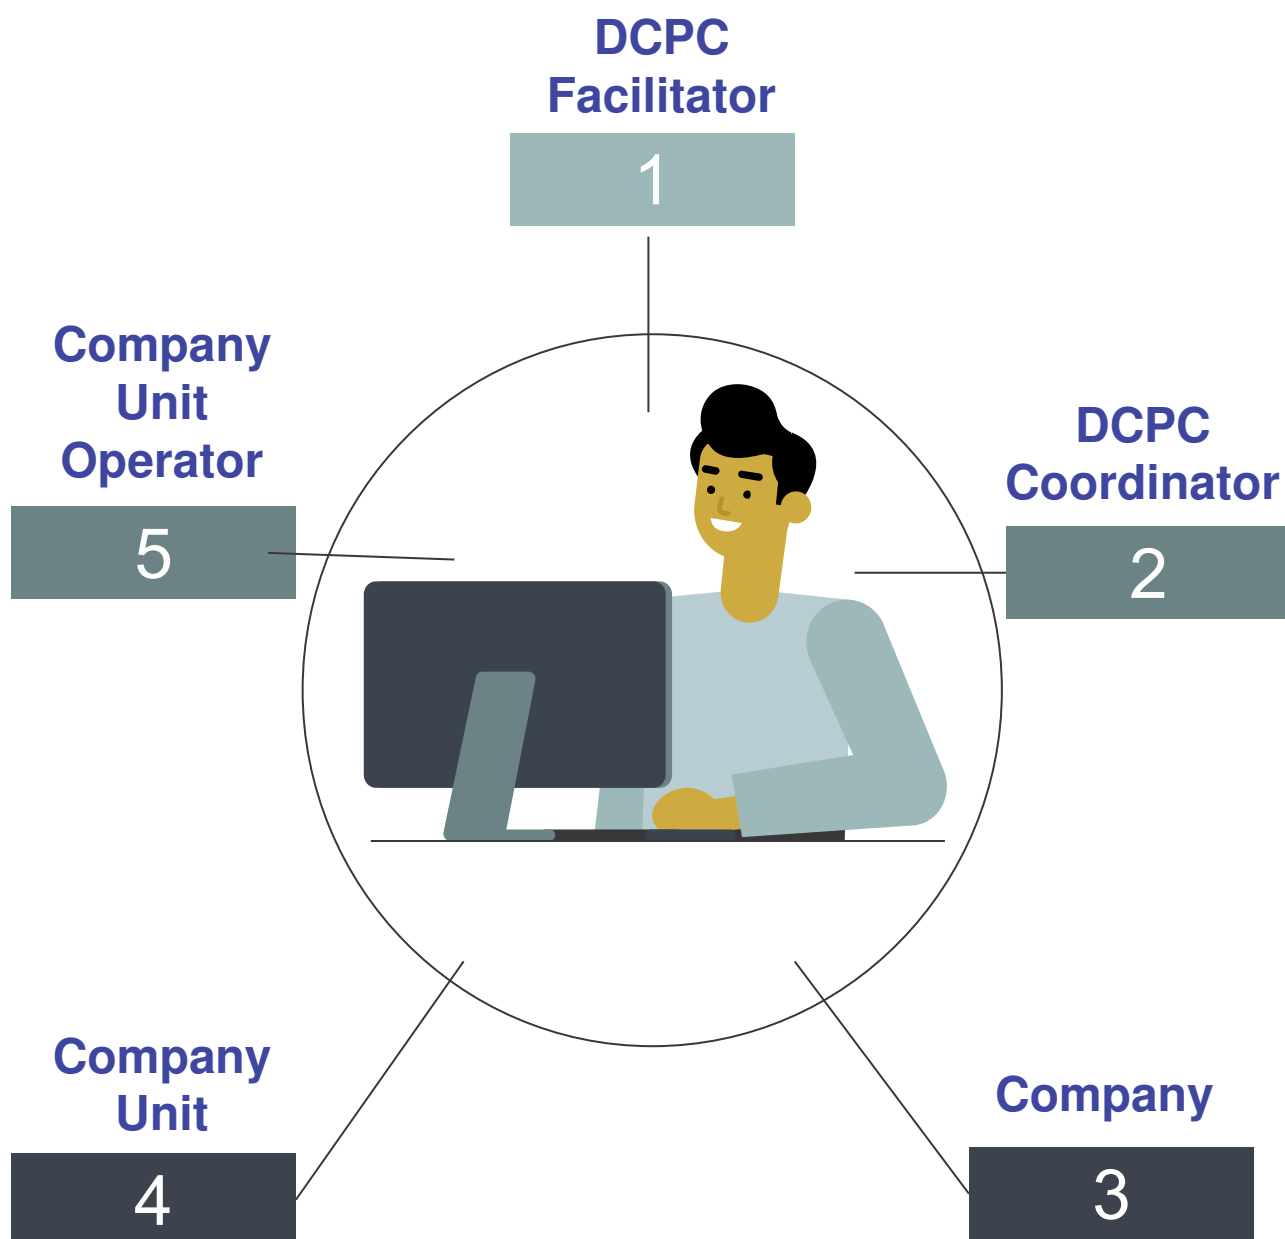 DCPC
Facilitator
1
Company
Unit
Operator
5
DCPC
Coordinator
2
Company
Unit
4
Company
3